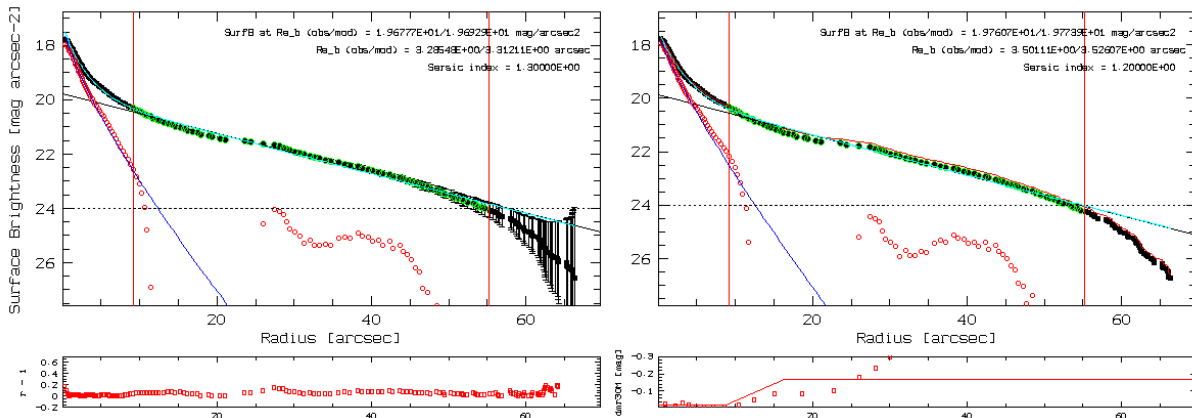 SurfB at Re_b (obs/mod) = 1.96777E+01/1.96929E+01 mag/arcsec2
Re_b (obs/mod) = 3.28548E+00/3.31211E+00 arcsec
Sersic index = 1.30000E+00
18
20
22
24
26
Surface Brightness [mag arcsec-2]
20
40
60
Radius [arcsec]
SurfB at Re_b (obs/mod) = 1.97607E+01/1.97739E+01 mag/arcsec2
Re_b (obs/mod) = 3.50111E+00/3.52607E+00 arcsec
Sersic index = 1.20000E+00
18
20
22
24
26
20
40
60
Radius [arcsec]
0.6
0.4
0.2
0.0
-0.2
r - 1
20
40
60
-0.3
-0.2
-0.1
[mag]
20
40
60